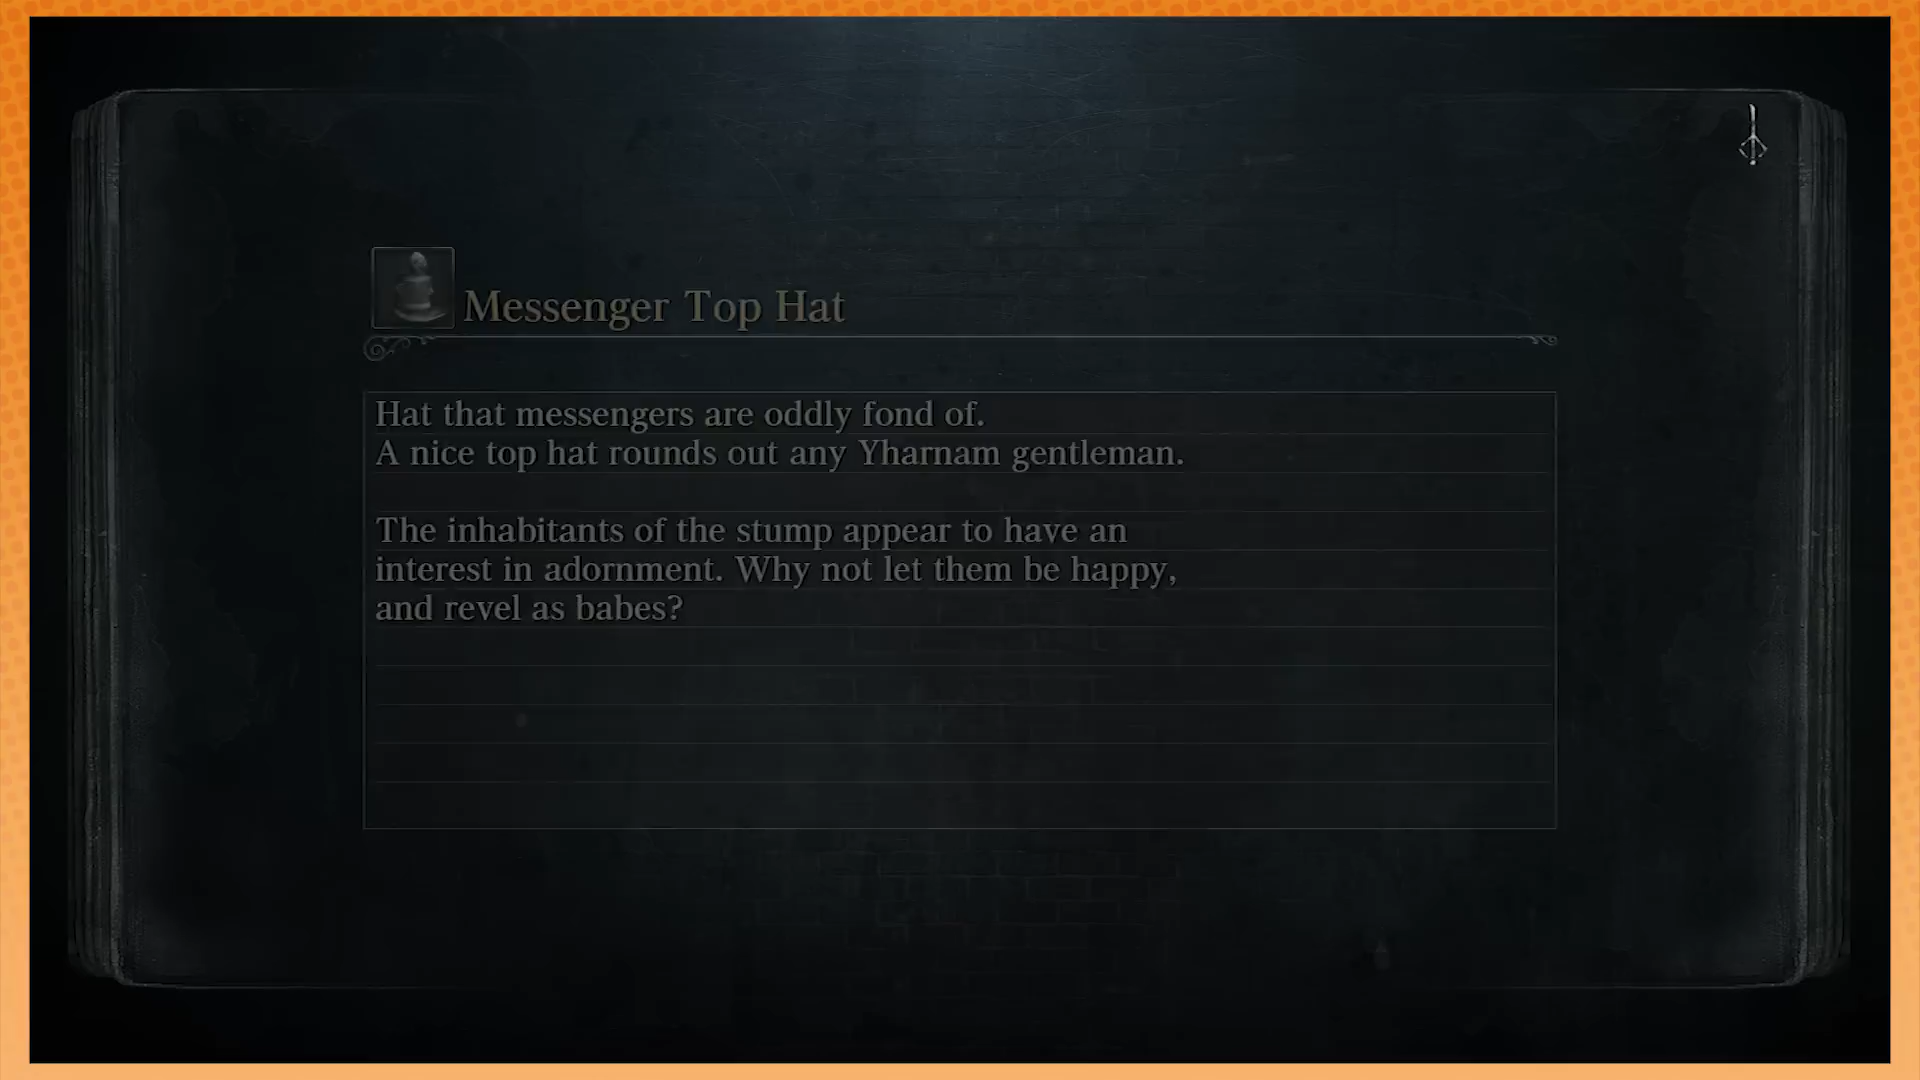 Messenger Top Hat
Hat that messengers are oddly fond of.
A nice top hat rounds out any Yharnam gentleman.
The inhabitants of the stump appear to have an
interest in adornment. Why not let them be happy,
and revel as babes?